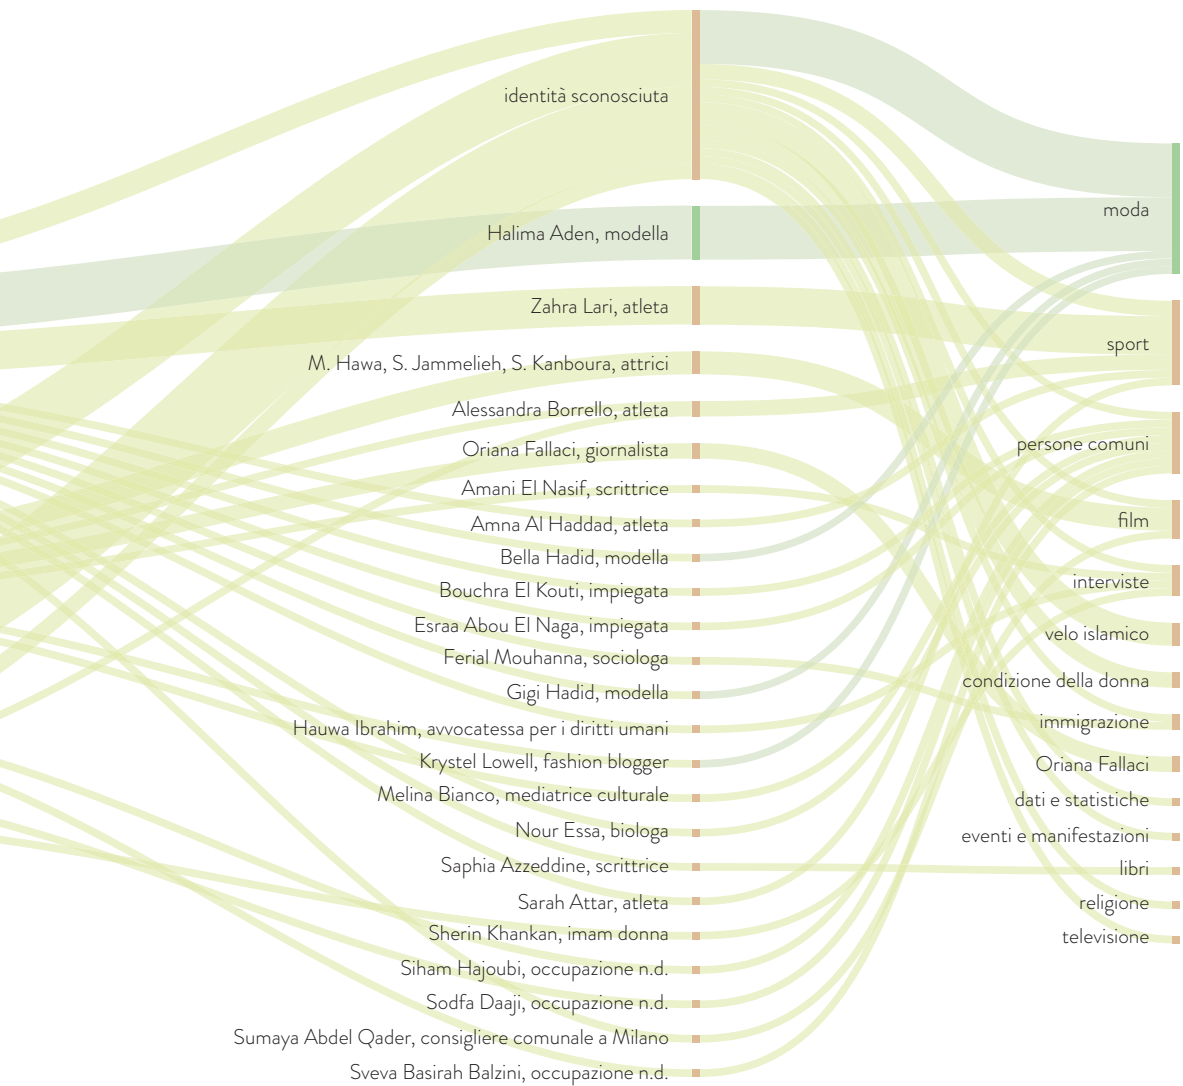 identità sconosciuta
Halima Aden, modella
Zahra Lari, atleta
M. Hawa, S. Jammelieh, S. Kanboura, attrici
Alessandra Borrello, atleta
Oriana Fallaci, giornalista
Amani El Nasif, scrittrice
Amna Al Haddad, atleta
Bella Hadid, modella
Bouchra El Kouti, impiegata
Esraa Abou El Naga, impiegata
Ferial Mouhanna, sociologa
Gigi Hadid, modella
Hauwa Ibrahim, avvocatessa per i diritti umani
Krystel Lowell, fashion blogger
Melina Bianco, mediatrice culturale
Nour Essa, biologa
Saphia Azzeddine, scrittrice
Sarah Attar, atleta
Sherin Khankan, imam donna
Siham Hajoubi, occupazione n.d.
Sodfa Daaji, occupazione n.d.
Sumaya Abdel Qader, consigliere comunale a Milano
Sveva Basirah Balzini, occupazione n.d.
moda
sport
persone comuni
film
interviste
velo islamico
condizione della donna
immigrazione
Oriana Fallaci
dati e statistiche
eventi e manifestazioni
libri
religione
televisione